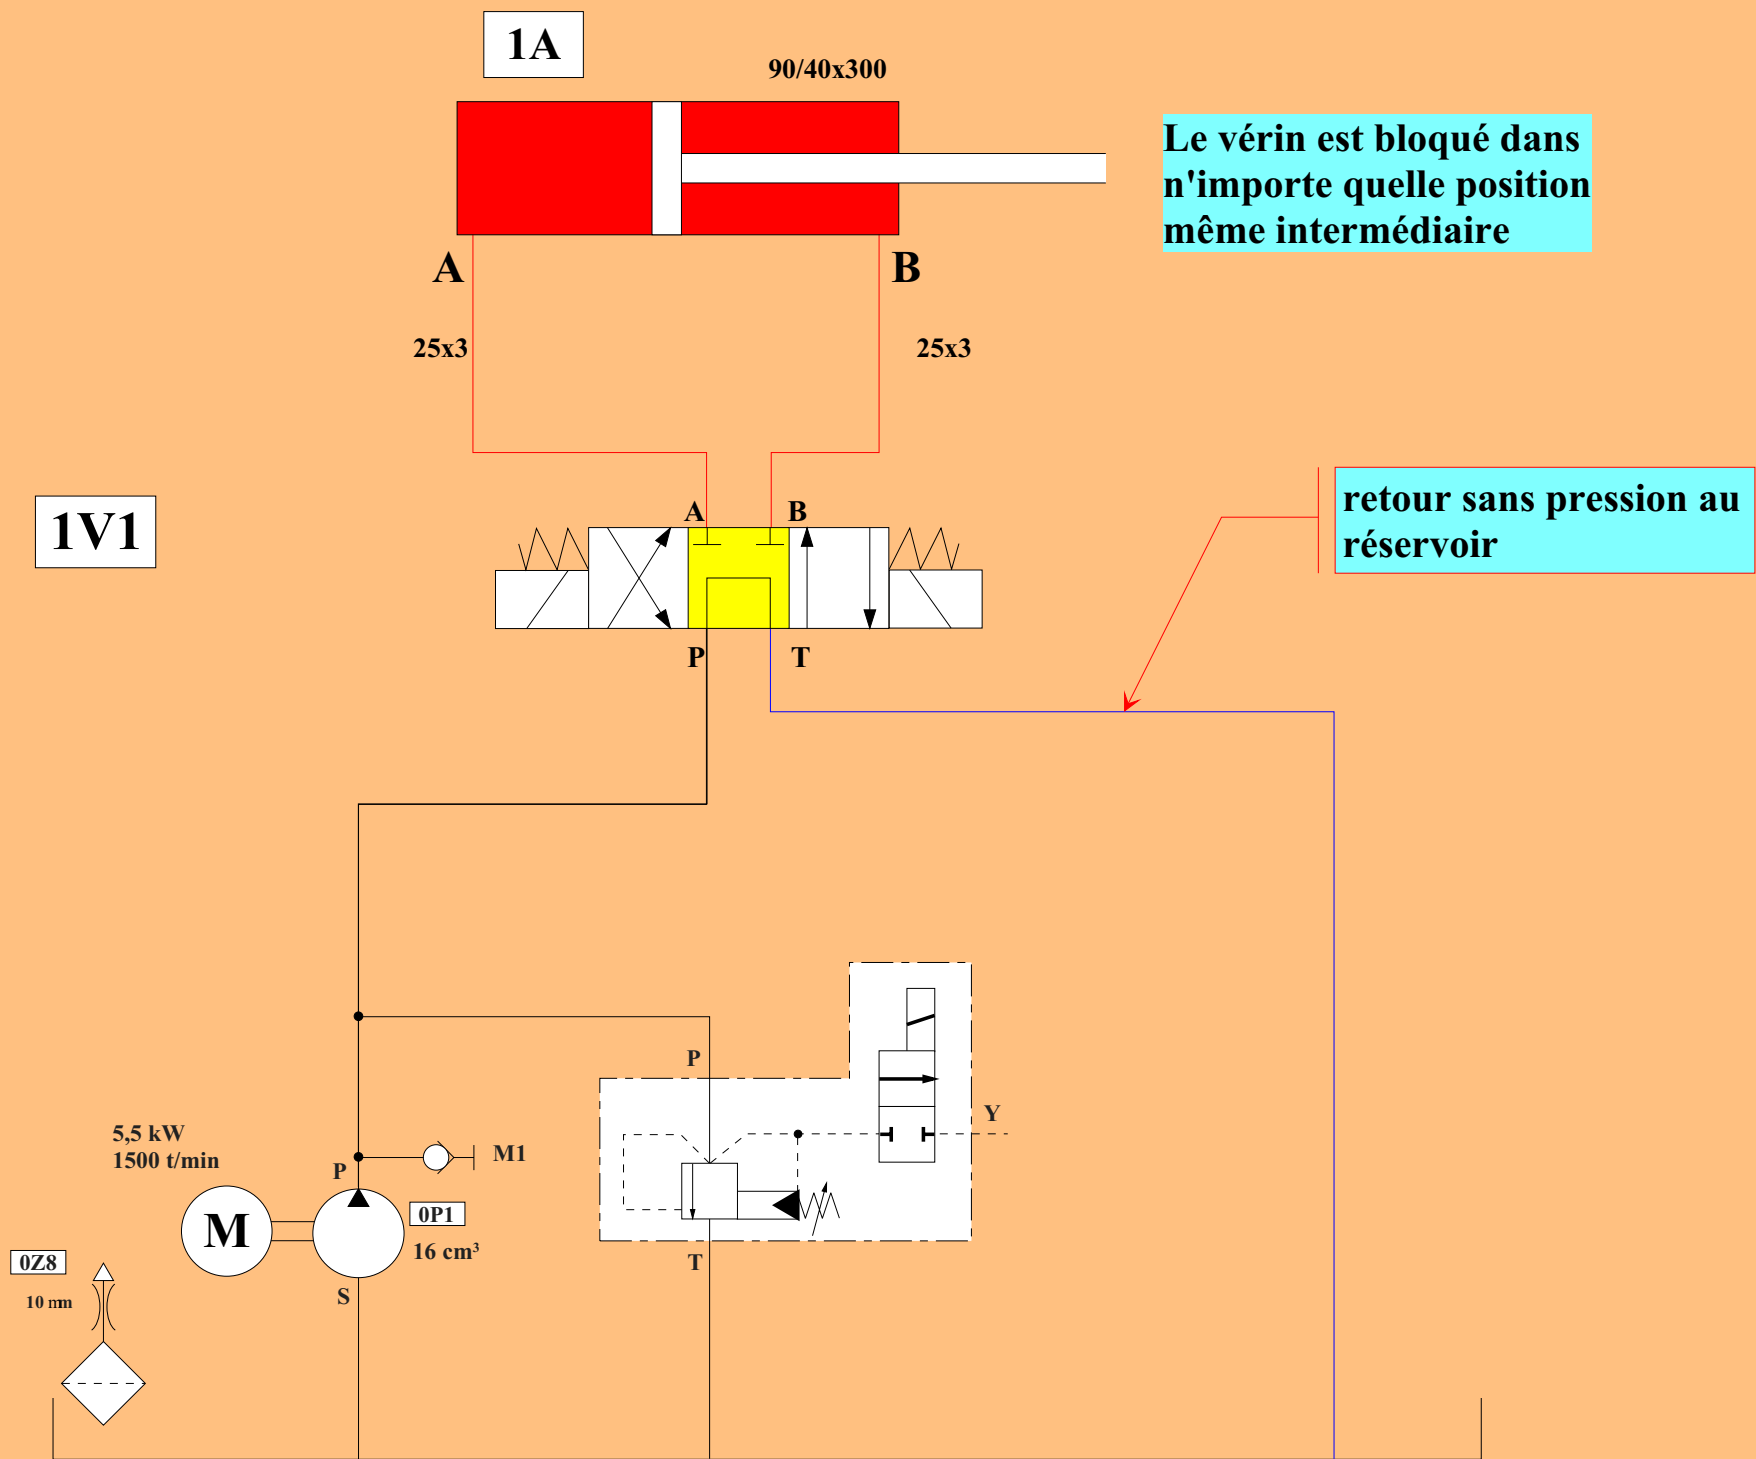 1A
90/40x300
Le vérin est bloqué dans
n'importe quelle position
même intermédiaire
A
B
25x3
25x3
retour sans pression au
réservoir
1V1
A
B
P
T
P
Y
5,5 kW
1500 t/min
P
M1
M
0P1
16 cm³
0Z8
T
S
10 mm